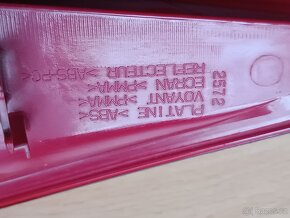 PLATINE >ABS<
VOYANT >PMMA<
ECRAN >PMMA<
REFLECTEUR >ABS-PC<
2572